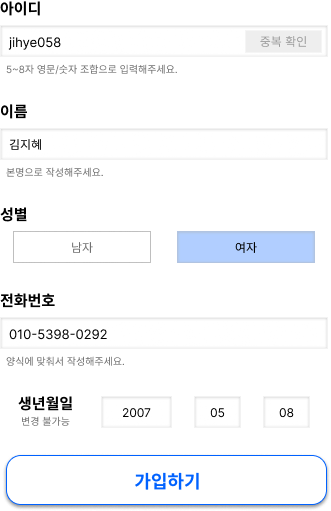 아이디
jihye058 중복 확인
5~8자 영문/숫자 조합으로 입력해주세요.
이름
김지혜
본명으로 작성해주세요.
성별
남자 여자
전화번호
010-5398-0292
양식에 맞춰서 작성해주세요.
생년월일 2007 05 08
변경 불가능
가입하기